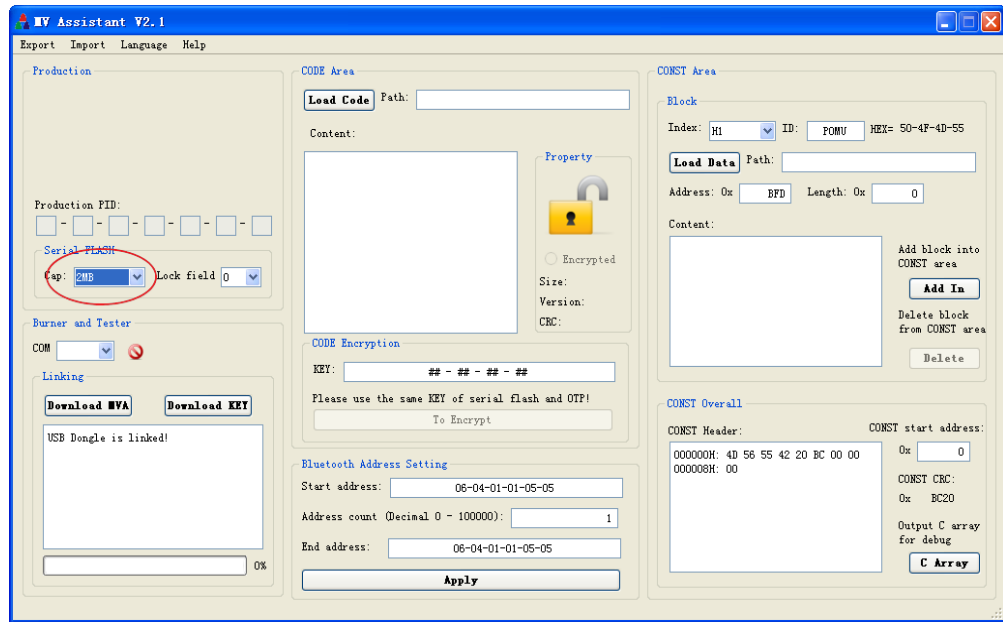 MV Assistant V2.1
Export Import Language Help
Production
Production PID:
- - - - - -
Serial FLASH
Cap: 2MB Lock field 0
Burner and Tester
COM
Linking
Download MVA Download KEY
USB Dongle is linked!
0%
CODE Area
Load Code Path:
Content:
Property
Encrypted
Size:
Version:
CRC:
CODE Encryption
KEY: ## - ## - ## - ##
Please use the same KEY of serial flash and OTP!
To Encrypt
Bluetooth Address Setting
Start address: 06-04-01-01-05-05
Address count (Decimal 0 - 100000): 1
End address: 06-04-01-01-05-05
Apply
CONST Area
Block
Index: H1 ID: POMU HEX= 50-4F-4D-55
Load Data Path:
Address: 0x BFD Length: 0x 0
Content:
Add block into
CONST area
Add In
Delete block
from CONST area
Delete
CONST Overall
CONST Header:
000000H: 4D 56 55 42 20 BC 00 00
000008H: 00
CONST start address:
0x 0
CONST CRC:
0x BC20
Output C array
for debug
C Array